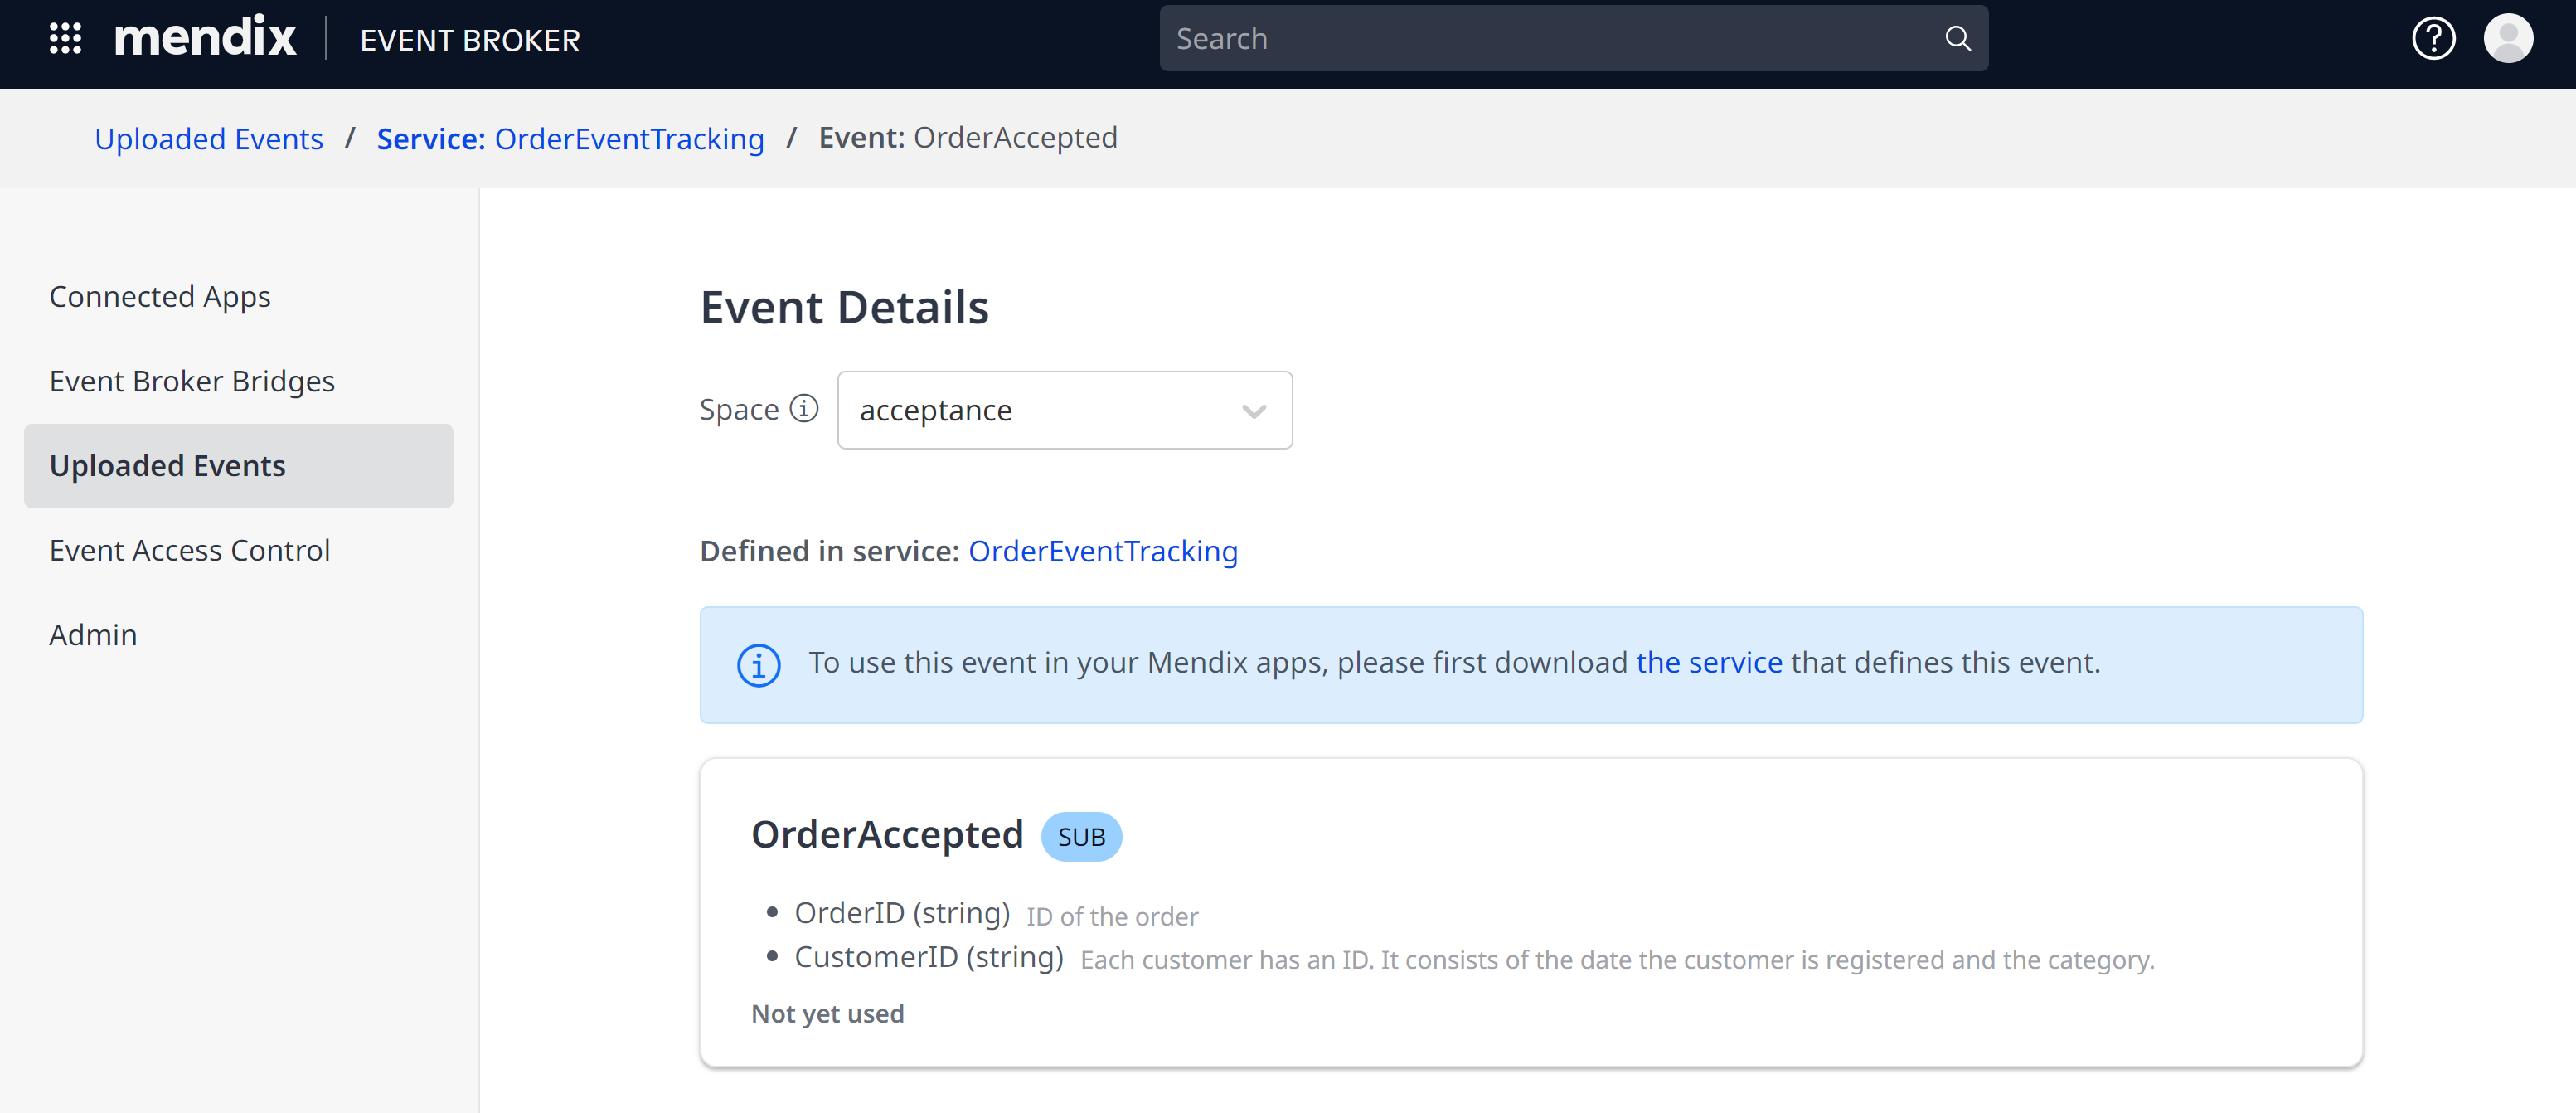 mendix EVENT BROKER Search
Uploaded Events / Service: OrderEventTracking / Event: OrderAccepted
Connected Apps
Event Broker Bridges
Uploaded Events
Event Access Control
Admin
Event Details
Space acceptance
Defined in service: OrderEventTracking
To use this event in your Mendix apps, please first download the service that defines this event.
OrderAccepted SUB
OrderID (string) ID of the order
CustomerID (string) Each customer has an ID. It consists of the date the customer is registered and the category.
Not yet used